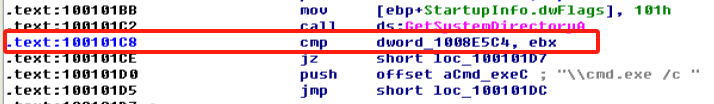 .text:100101BB mov [ebp+StartupInfo.dwFlags], 101h
.text:100101C2 call ds:GetSystemDirectoryA
.text:100101C8 cmp dword_1008E5C4, ebx
.text:100101CE jz short loc_100101D7
.text:100101D0 push offset aCmd_exeC ; "\\cmd.exe /c "
.text:100101D5 jmp short loc_100101DC